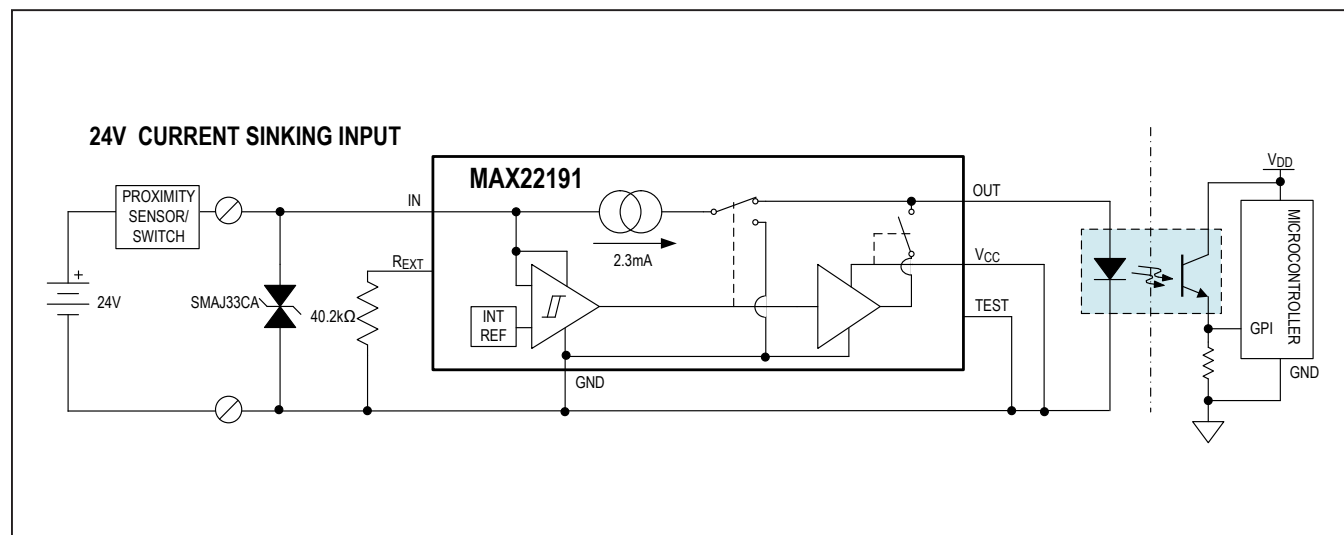 24V CURRENT SINKING INPUT
PROXIMITY
SENSOR/
SWITCH
+
24V
SMAJ33CA
40.2kΩ
REXT
IN
MAX22191
2.3mA
INT
REF
GND
OUT
VCC
TEST
VDD
MICROCONTROLLER
GPI
GND